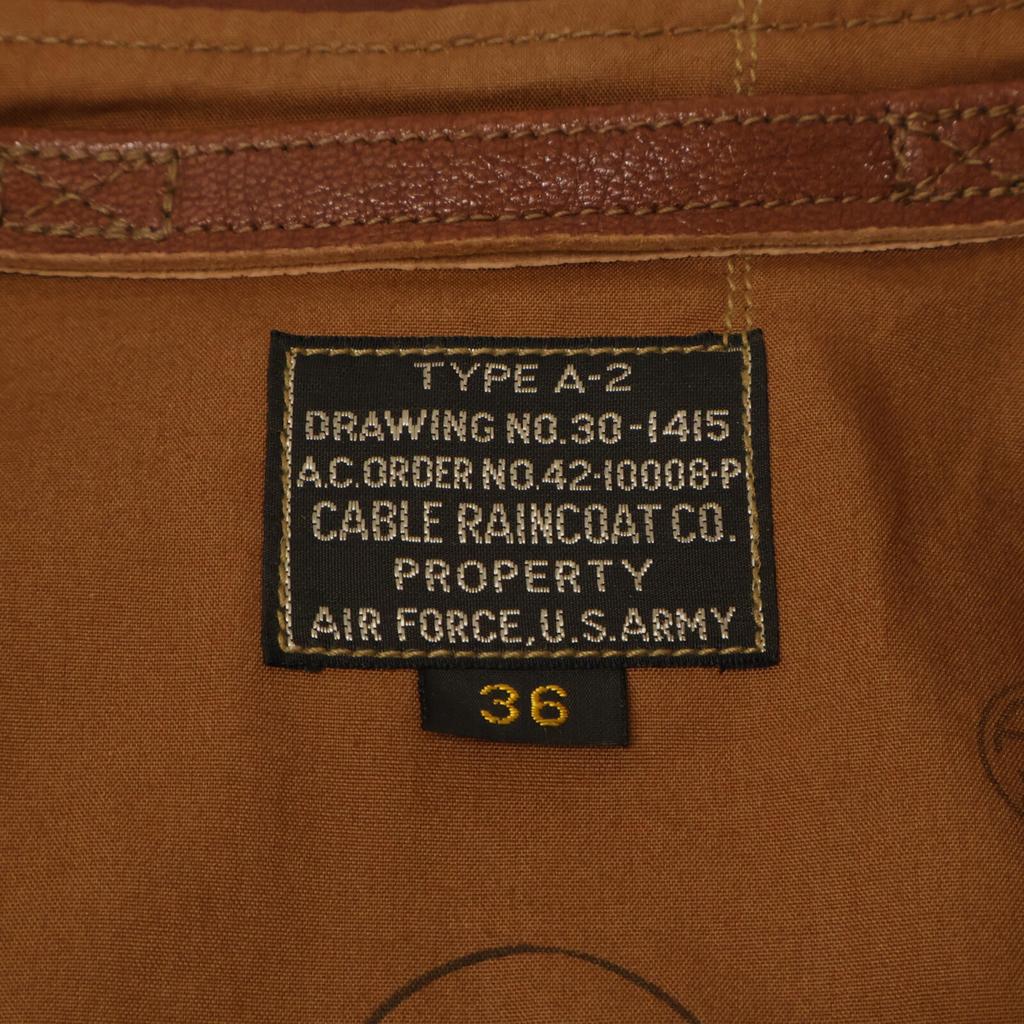 TYPE A-2
DRAWING NO.30-1415
A.C.ORDER NO.42-10008-P
CABLE RAINCOAT CO.
PROPERTY
AIR FORCE,U.S.ARMY
36